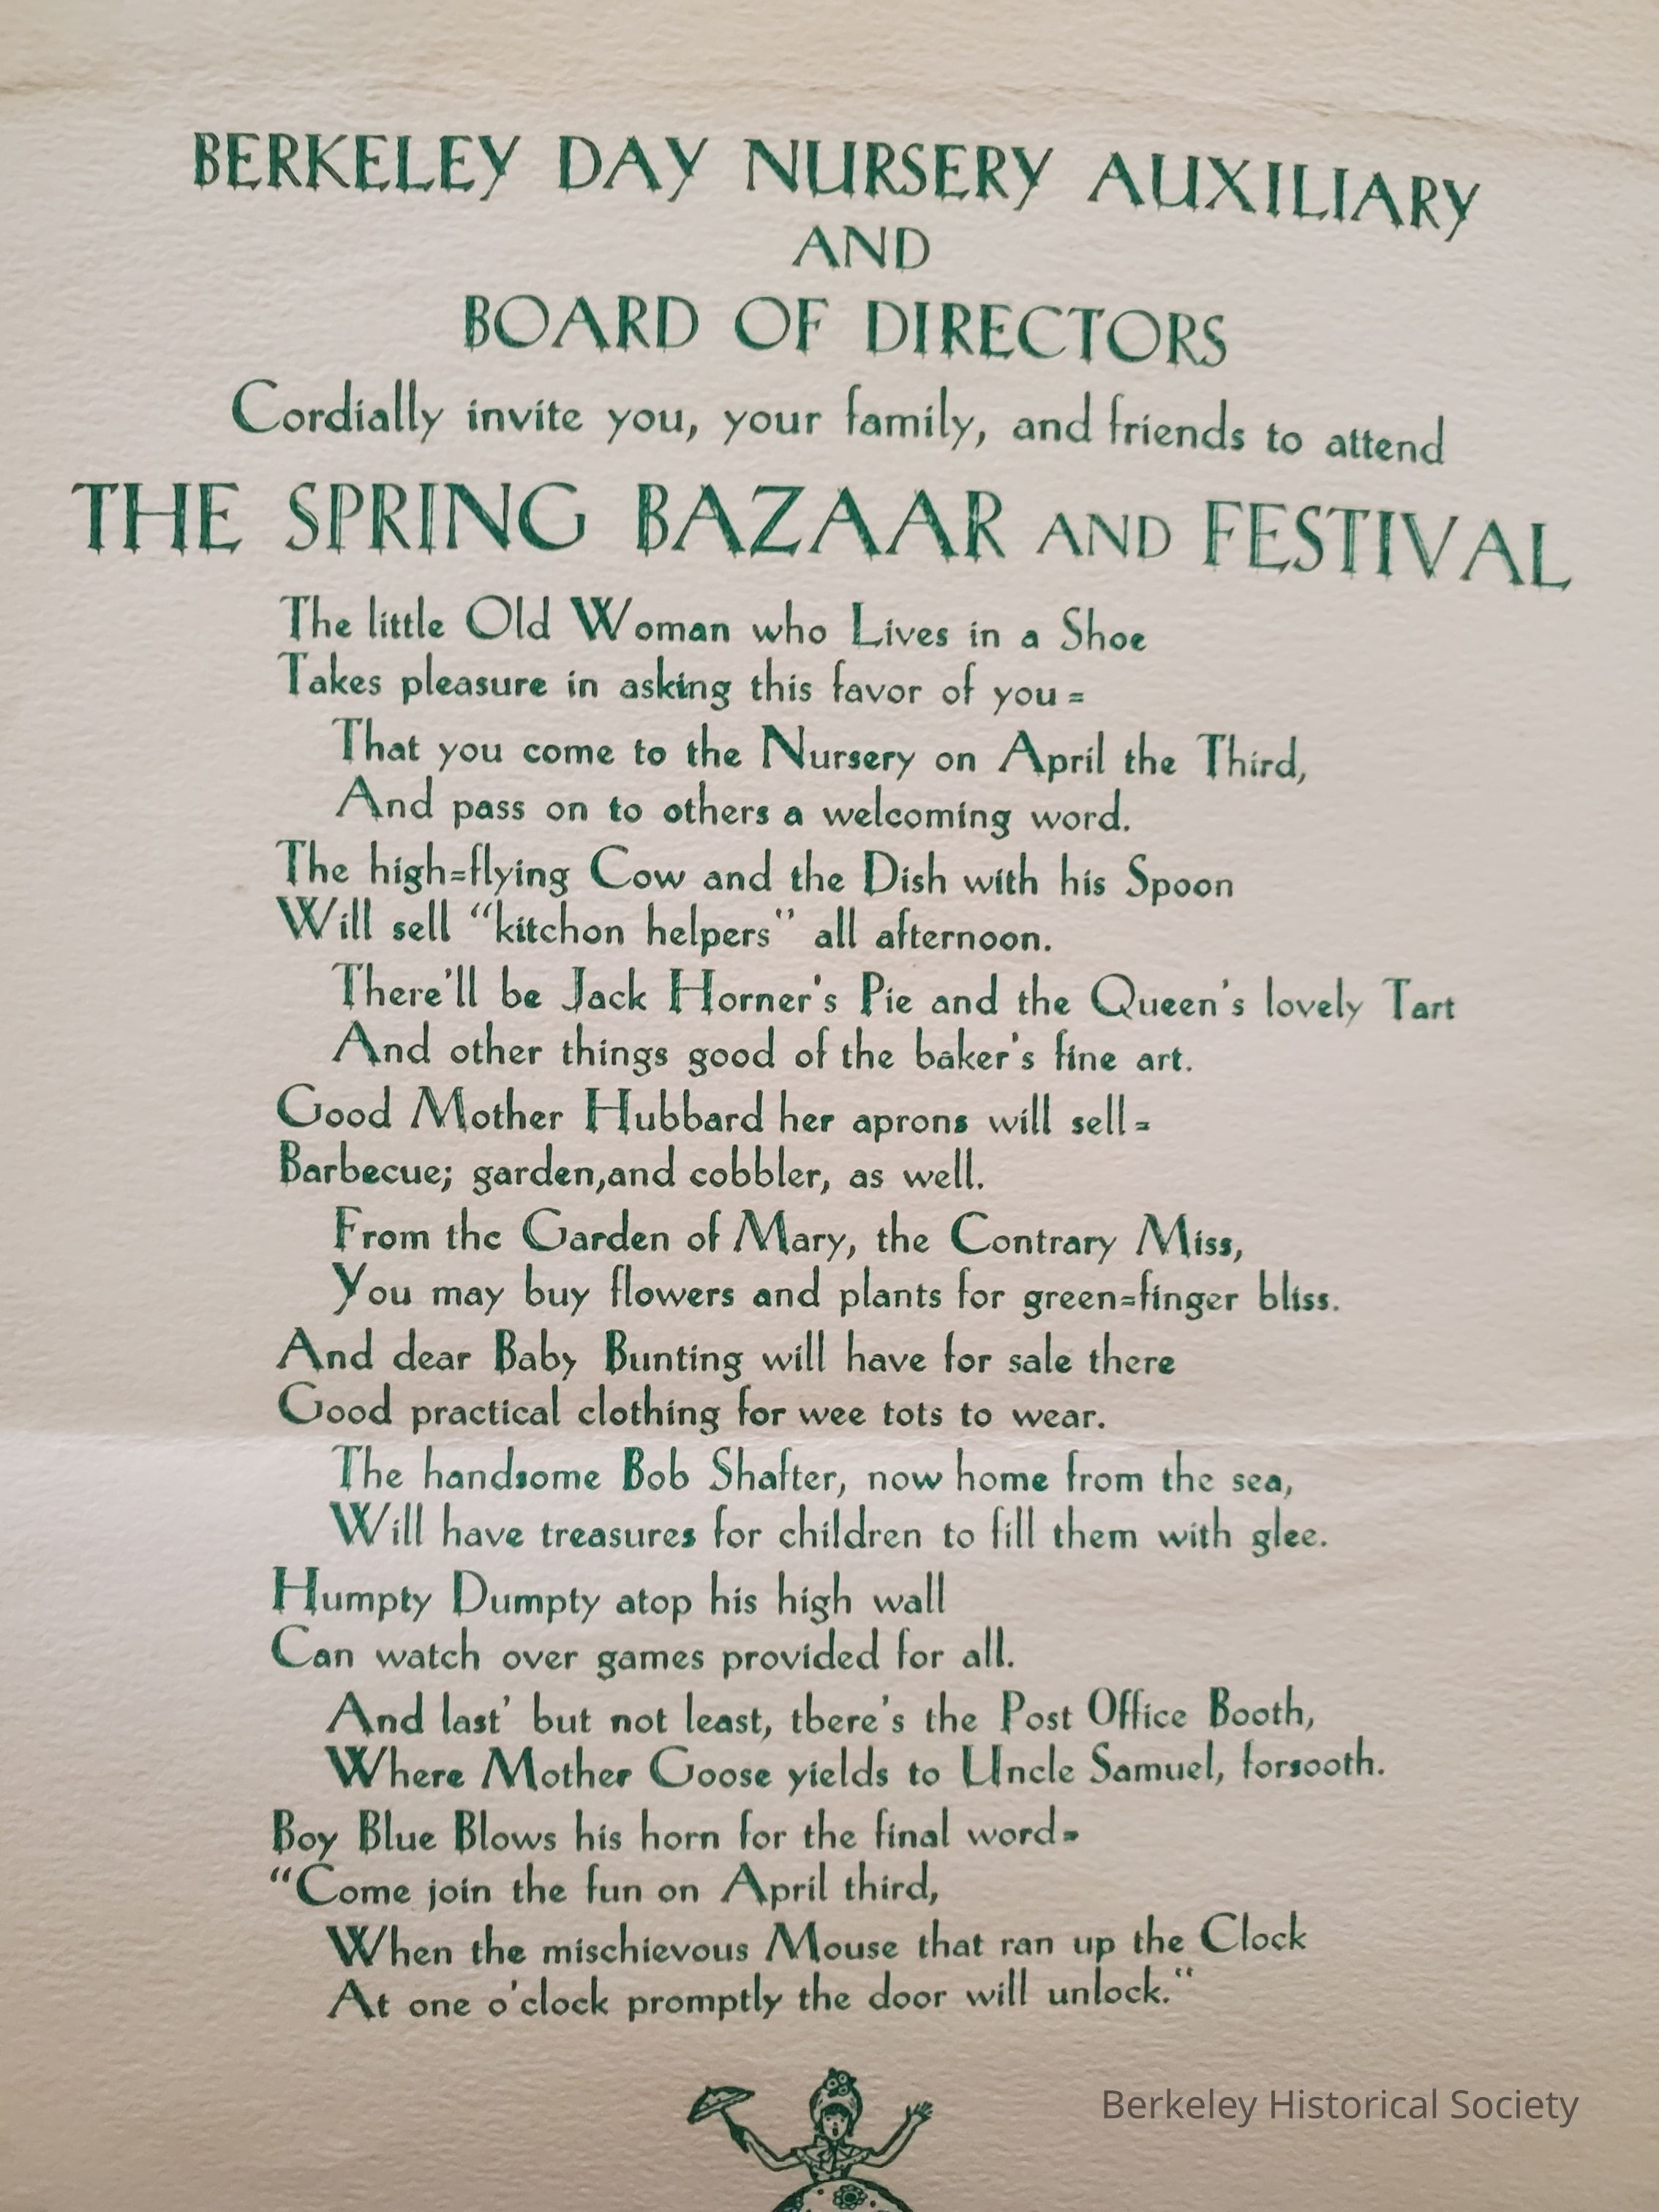 BERKELEY DAY NURSERY AUXILIARY
AND
BOARD OF DIRECTORS
Cordially invite you, your family, and friends to attend
THE SPRING BAZAAR AND FESTIVAL
The little Old Woman who Lives in a Shoe
Takes pleasure in asking this favor of you=
That you come to the Nursery on April the Third,
And pass on to others a welcoming word.
The high=flying Cow and the Dish with his Spoon
Will sell "kitchon helpers" all afternoon.
There'll be Jack Horner's Pie and the Queen's lovely Tart
And other things good of the baker's fine art.
Good Mother Hubbard her aprons will sell=
Barbecue; garden,and cobbler, as well.
From thc Garden of Mary, the Contrary Miss,
You may buy flowers and plants for green=finger bliss.
And dear Baby Bunting will have for sale there
Good practical clothing for wee tots to wear.
The handsome Bob Shafter, now home from the sea,
Will have treasures for children to fill them with glee.
Humpty Dumpty atop his high wall
Can watch over games provided for all.
And last' but not least, tbere's the Post Office Booth,
Where Mother Goose yields to Uncle Samuel, forsooth.
Boy Blue Blows his horn for the final word=
"Come join the fun on April third,
When the mischievous Mouse that ran up the Clock
At one o'clock promptly the door will unlock."
Berkeley Historical Society